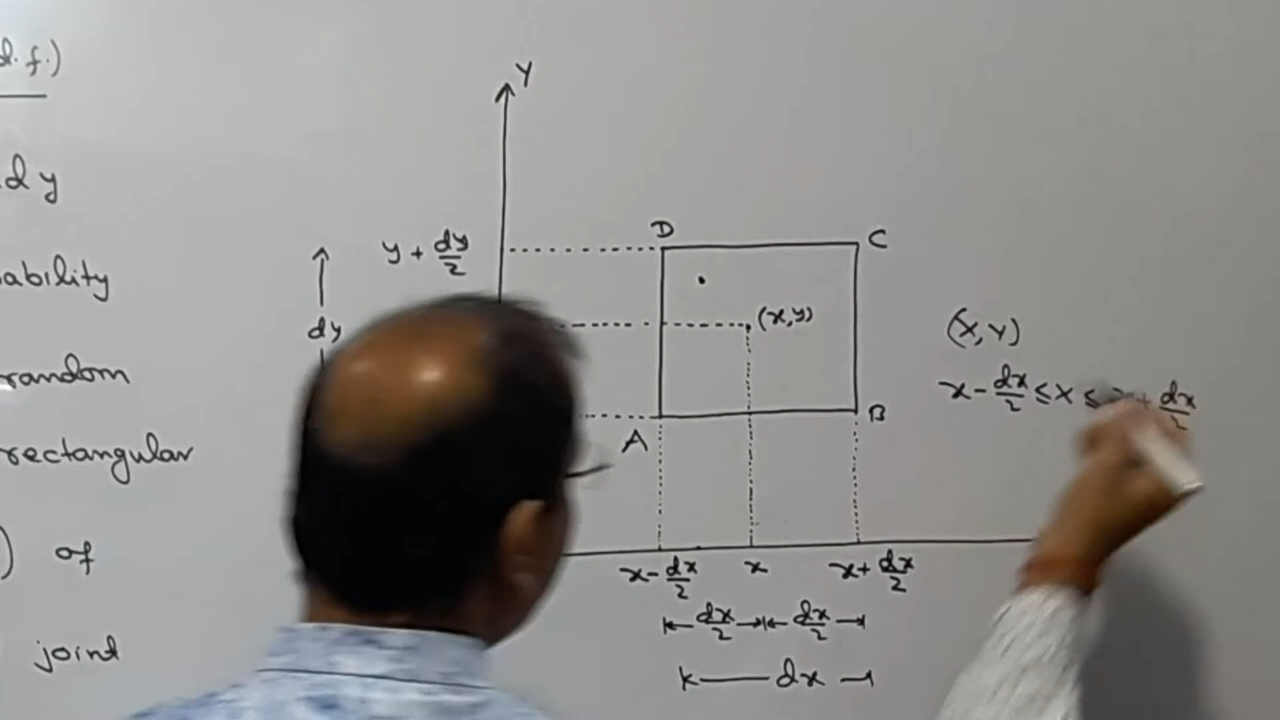 d.f.)
dy
ability
random
rectangular
) of
joint
Y
D
C
y + dy/2
dy
(x,y)
A
B
x - dx/2
x
x + dx/2
dx/2
dx/2
dx
(X,Y)
x - dx/2 ≤ X ≤ x + dx/2